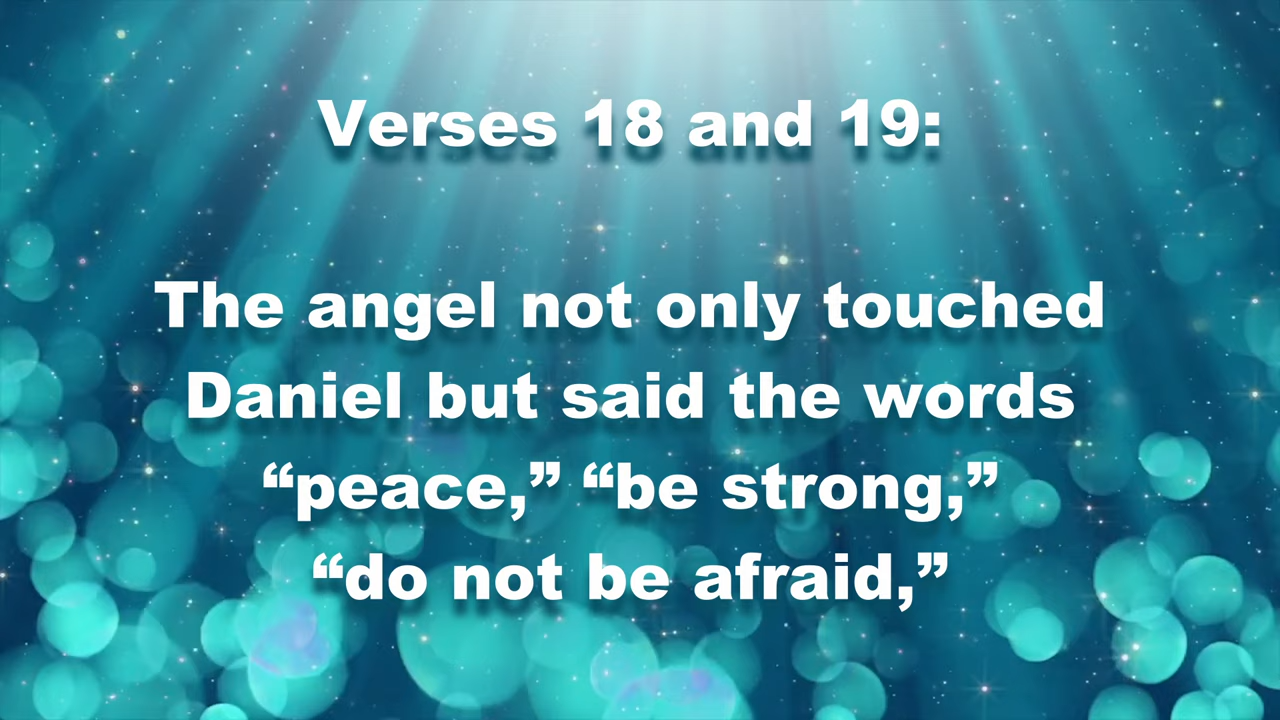 Verses 18 and 19:
The angel not only touched
Daniel but said the words
“peace,” “be strong,”
“do not be afraid,”